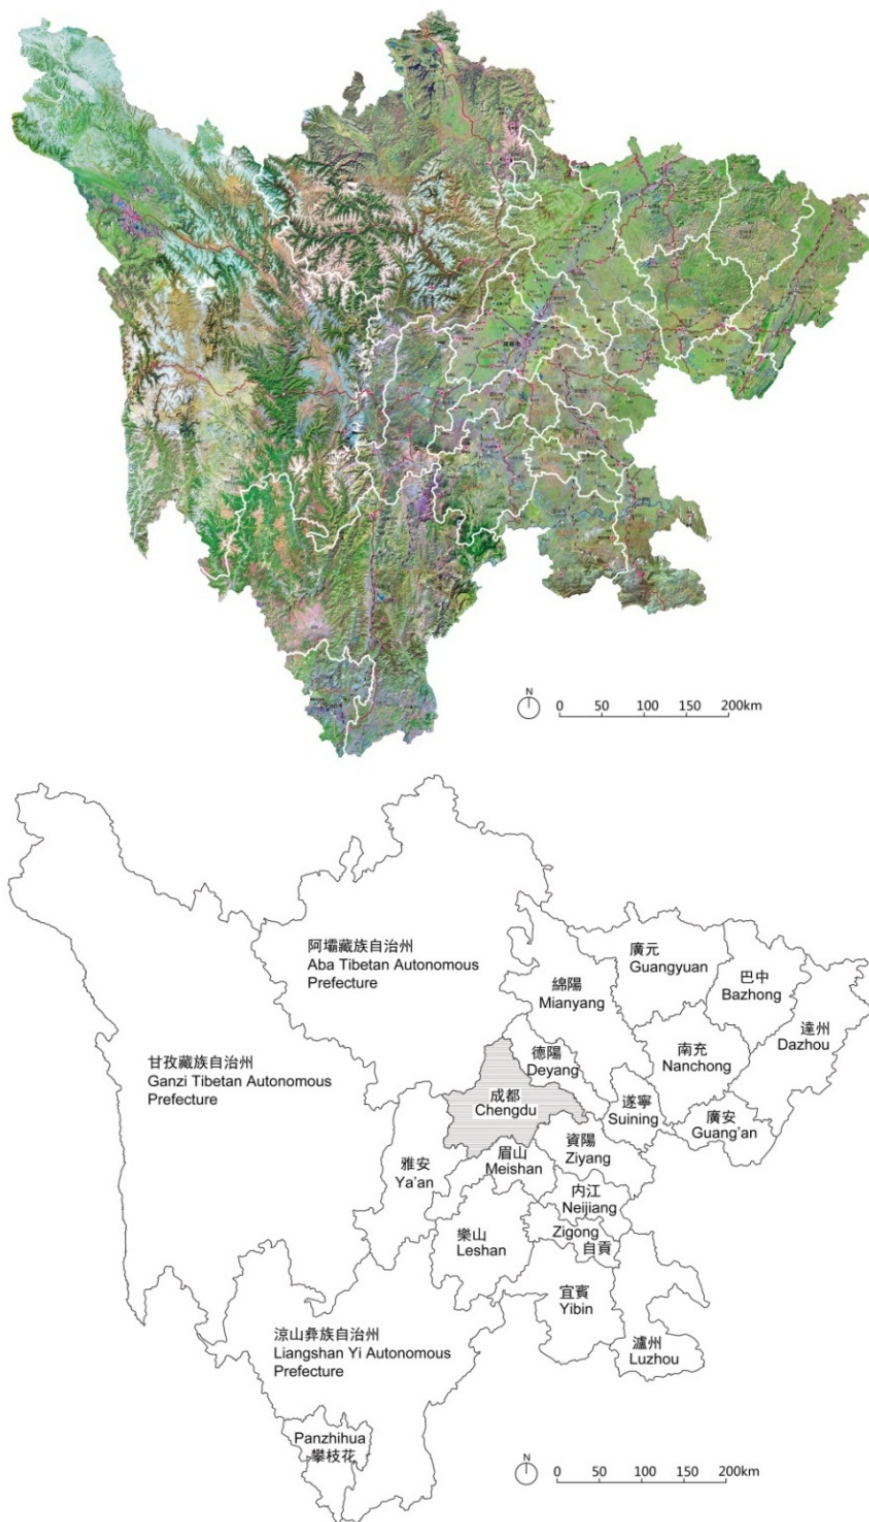 N
0 50 100 150 200km
阿壩藏族自治州
Aba Tibetan Autonomous
Prefecture
廣元
Guangyuan
綿陽
Mianyang
巴中
Bazhong
達州
Dazhou
南充
Nanchong
德陽
Deyang
甘孜藏族自治州
Ganzi Tibetan Autonomous
Prefecture
成都
Chengdu
遂寧
Suining
廣安
Guang'an
資陽
Ziyang
眉山
Meishan
雅安
Ya'an
内江
Neijiang
Zigong
自貢
樂山
Leshan
宜賓
Yibin
涼山彝族自治州
Liangshan Yi Autonomous
Prefecture
瀘州
Luzhou
Panzhihua
攀枝花
N
0 50 100 150 200km